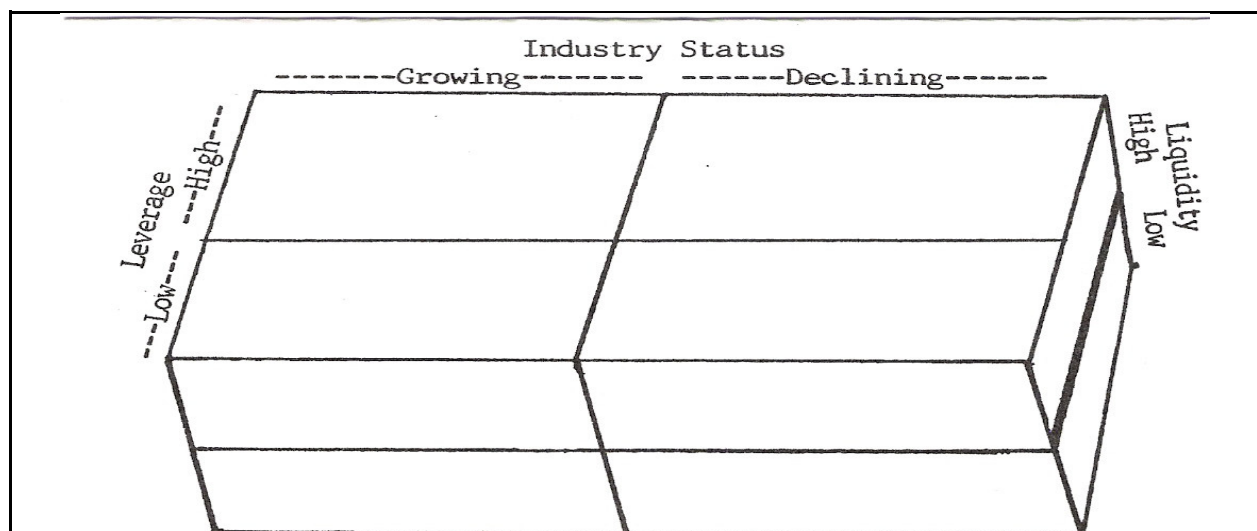 Industry Status
-------Growing------- ------Declining------
Leverage
---Low--- ---High---
Liquidity
High Low